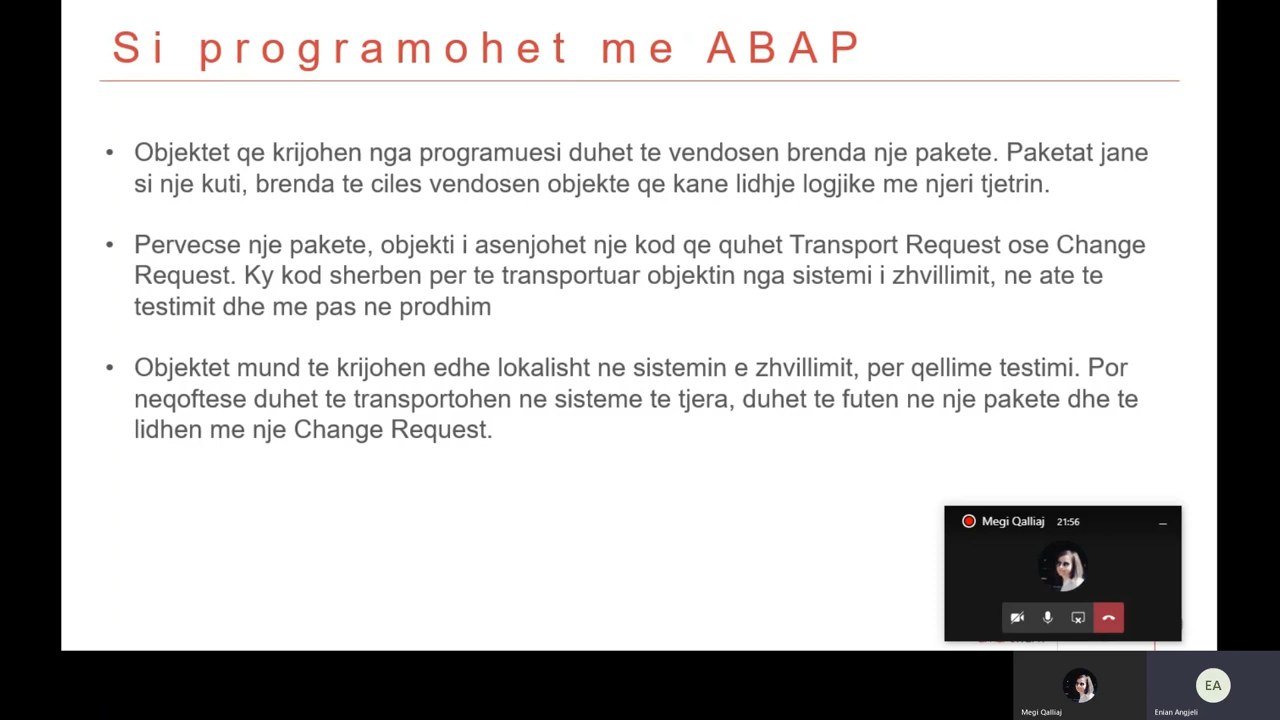 Si programohet me ABAP
• Objektet qe krijohen nga programuesi duhet te vendosen brenda nje pakete. Paketat jane
si nje kuti, brenda te ciles vendosen objekte qe kane lidhje logjike me njeri tjetrin.
• Pervecse nje pakete, objekti i asenjohet nje kod qe quhet Transport Request ose Change
Request. Ky kod sherben per te transportuar objektin nga sistemi i zhvillimit, ne ate te
testimit dhe me pas ne prodhim
• Objektet mund te krijohen edhe lokalisht ne sistemin e zhvillimit, per qellime testimi. Por
neqoftese duhet te transportohen ne sisteme te tjera, duhet te futen ne nje pakete dhe te
lidhen me nje Change Request.
Megi Qalliaj 21:56
EA
Megi Qalliaj
Enian Angjeli